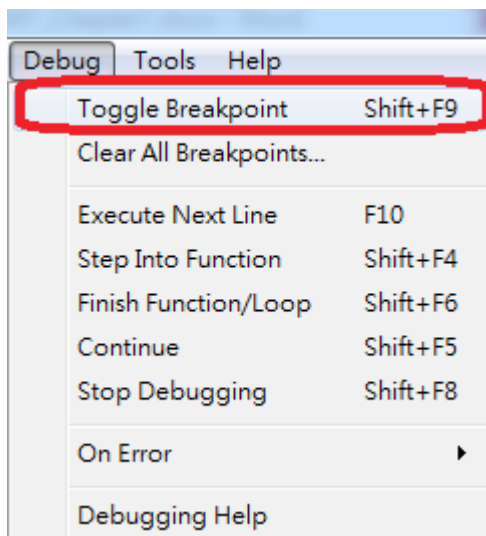 Debug Tools Help
Toggle Breakpoint Shift+F9
Clear All Breakpoints...
Execute Next Line F10
Step Into Function Shift+F4
Finish Function/Loop Shift+F6
Continue Shift+F5
Stop Debugging Shift+F8
On Error
Debugging Help